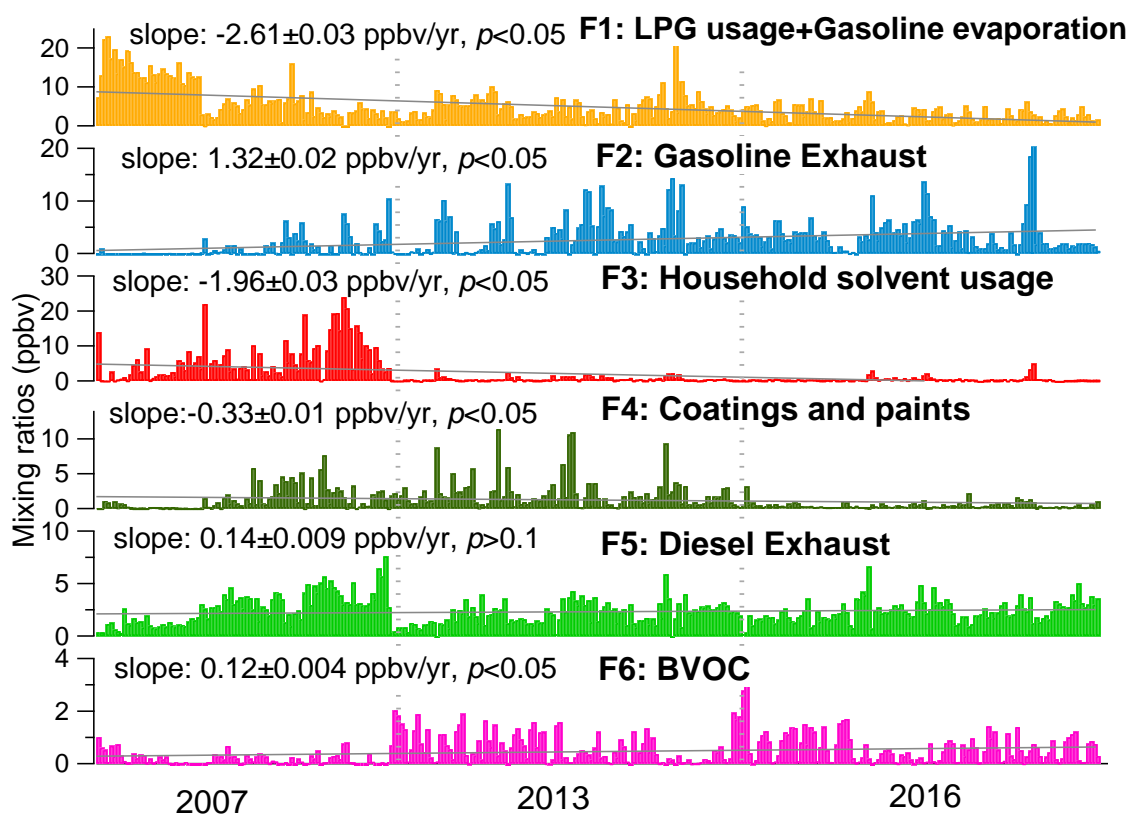 slope: -2.61±0.03 ppbv/yr, p<0.05 F1: LPG usage+Gasoline evaporation
20
10
0
slope: 1.32±0.02 ppbv/yr, p<0.05 F2: Gasoline Exhaust
20
10
0
slope: -1.96±0.03 ppbv/yr, p<0.05 F3: Household solvent usage
30
20
10
0
slope:-0.33±0.01 ppbv/yr, p<0.05 F4: Coatings and paints
10
5
0
slope: 0.14±0.009 ppbv/yr, p>0.1 F5: Diesel Exhaust
10
5
0
slope: 0.12±0.004 ppbv/yr, p<0.05 F6: BVOC
4
2
0
Mixing ratios (ppbv)
2007 2013 2016